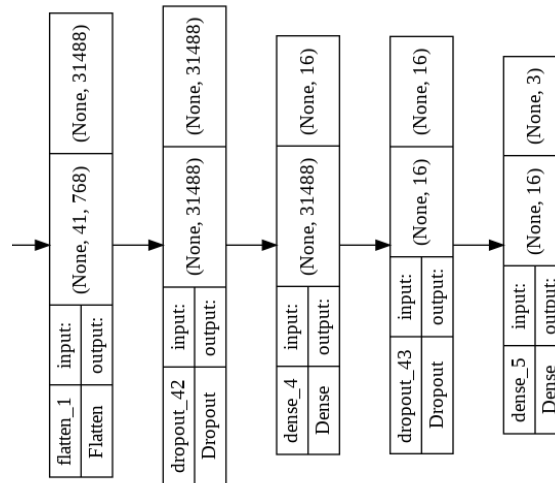 flatten_1
Flatten
input:
output:
(None, 41, 768)
(None, 31488)
dropout_42
Dropout
input:
output:
(None, 31488)
(None, 31488)
dense_4
Dense
input:
output:
(None, 31488)
(None, 16)
dropout_43
Dropout
input:
output:
(None, 16)
(None, 16)
dense_5
Dense
input:
output:
(None, 16)
(None, 3)